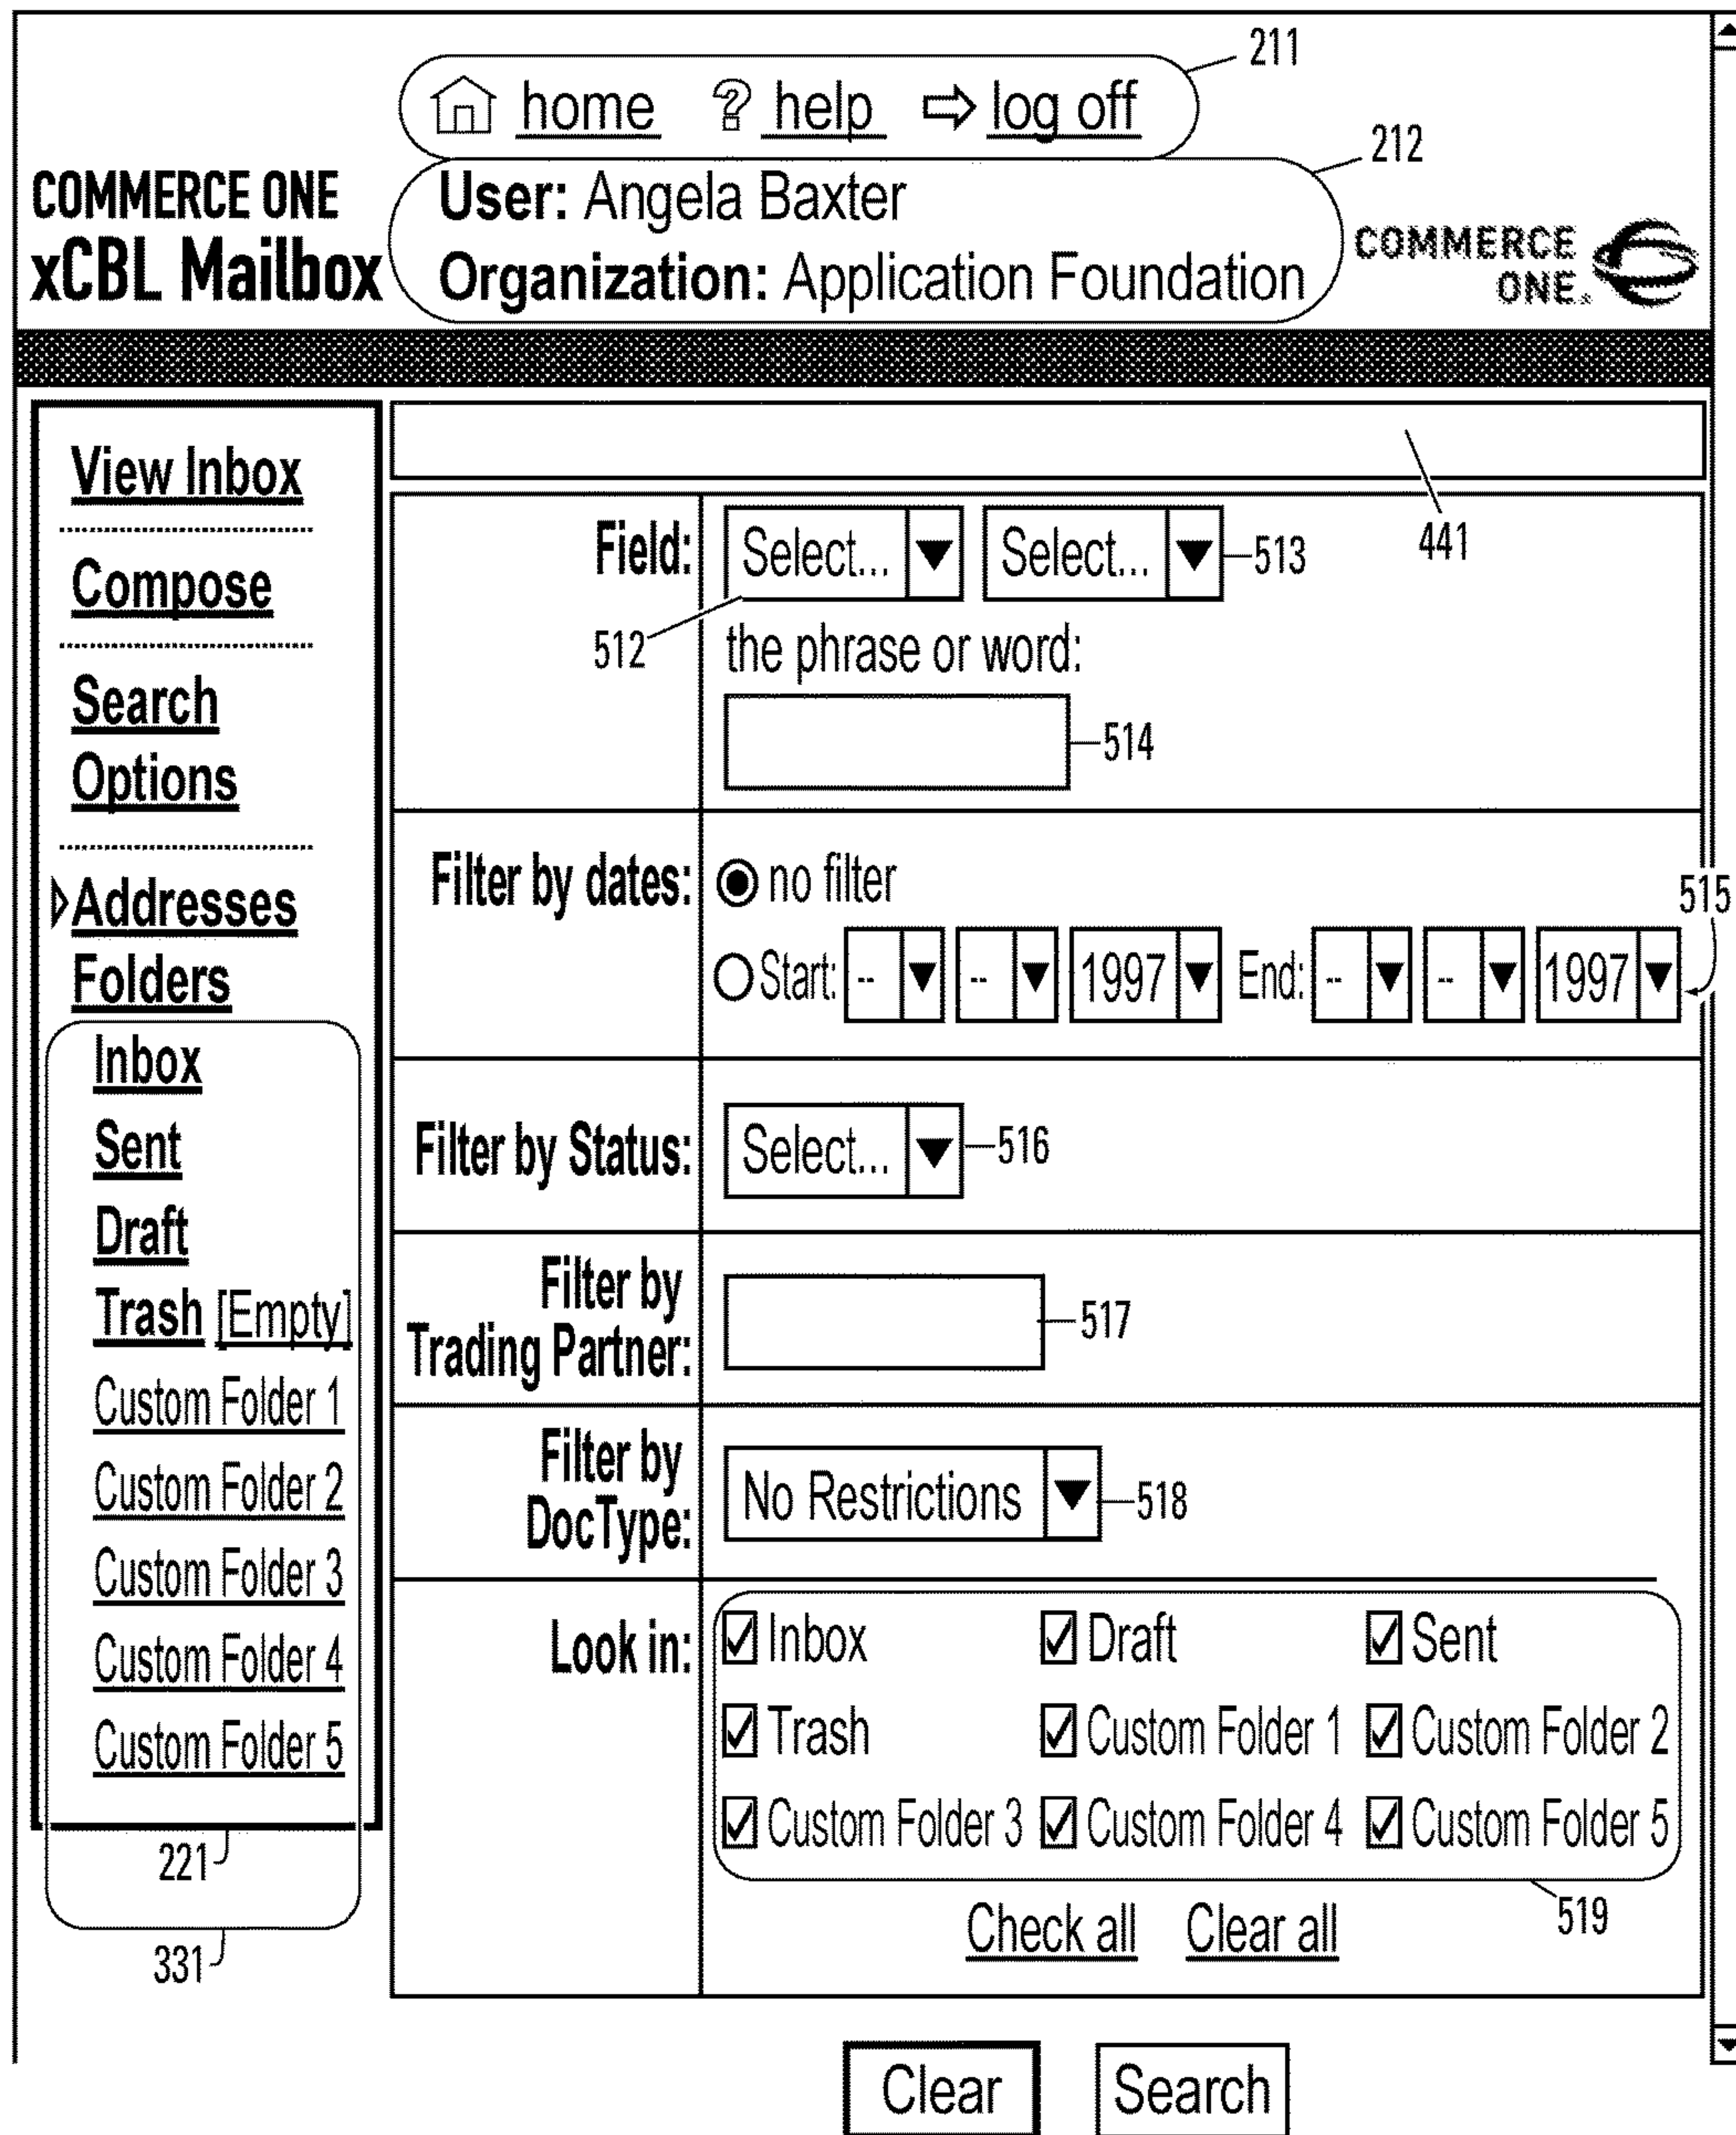 211
home ? help log off
212
COMMERCE ONE
xCBL Mailbox
User: Angela Baxter
Organization: Application Foundation
COMMERCE
ONE®
View Inbox
Compose
Search
Options
Addresses
Folders
Inbox
Sent
Draft
Trash [Empty]
Custom Folder 1
Custom Folder 2
Custom Folder 3
Custom Folder 4
Custom Folder 5
221
331
441
Field: Select... Select... 513
512
the phrase or word:
514
Filter by dates: no filter
515
Start: -- -- 1997 End: -- -- 1997
Filter by Status: Select... 516
Filter by
Trading Partner:
517
Filter by
DocType:
No Restrictions 518
Look in: Inbox Draft Sent
Trash Custom Folder 1 Custom Folder 2
Custom Folder 3 Custom Folder 4 Custom Folder 5
519
Check all Clear all
Clear Search